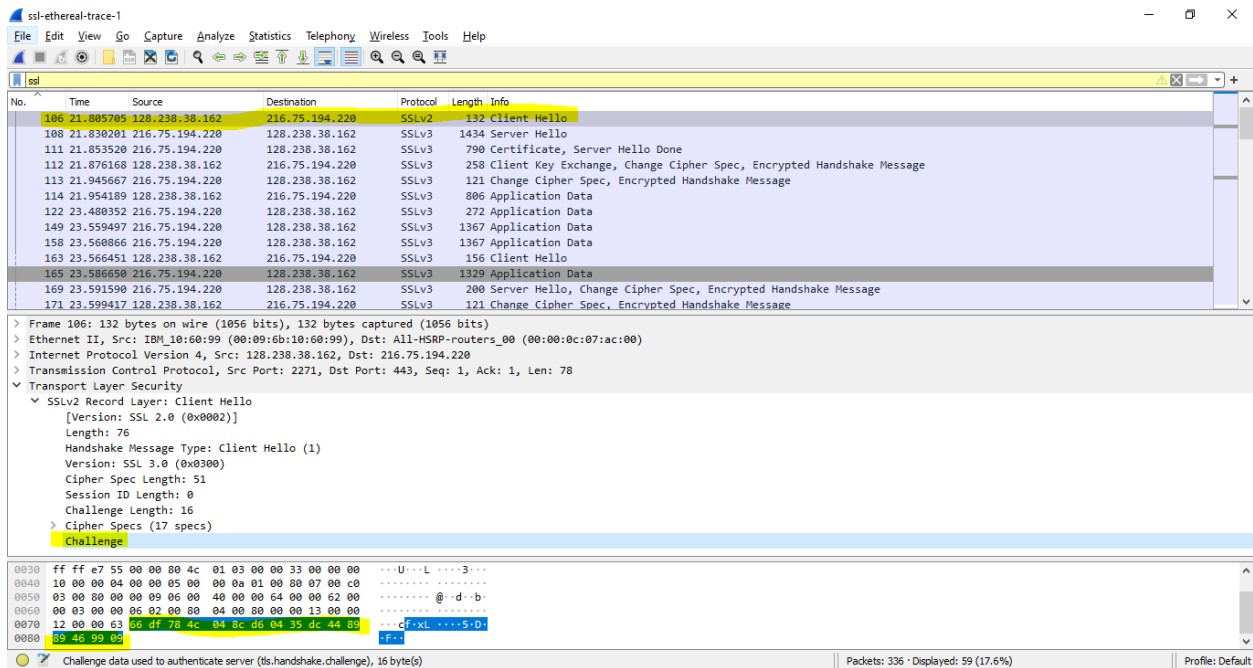 ssl-ethereal-trace-1
File Edit View Go Capture Analyze Statistics Telephony Wireless Tools Help
ssl
No. Time Source Destination Protocol Length Info
106 21.805705 128.238.38.162 216.75.194.220 SSLv2 132 Client Hello
108 21.830201 216.75.194.220 128.238.38.162 SSLv3 1434 Server Hello
111 21.853520 216.75.194.220 128.238.38.162 SSLv3 790 Certificate, Server Hello Done
112 21.876168 128.238.38.162 216.75.194.220 SSLv3 258 Client Key Exchange, Change Cipher Spec, Encrypted Handshake Message
113 21.945667 216.75.194.220 128.238.38.162 SSLv3 121 Change Cipher Spec, Encrypted Handshake Message
114 21.954189 128.238.38.162 216.75.194.220 SSLv3 806 Application Data
122 23.480352 216.75.194.220 128.238.38.162 SSLv3 272 Application Data
149 23.559497 216.75.194.220 128.238.38.162 SSLv3 1367 Application Data
158 23.560866 216.75.194.220 128.238.38.162 SSLv3 1367 Application Data
163 23.566451 128.238.38.162 216.75.194.220 SSLv3 156 Client Hello
165 23.586650 216.75.194.220 128.238.38.162 SSLv3 1329 Application Data
169 23.591590 216.75.194.220 128.238.38.162 SSLv3 200 Server Hello, Change Cipher Spec, Encrypted Handshake Message
171 23.599417 128.238.38.162 216.75.194.220 SSLv3 121 Change Cipher Spec, Encrypted Handshake Message
> Frame 106: 132 bytes on wire (1056 bits), 132 bytes captured (1056 bits)
> Ethernet II, Src: IBM_10:60:99 (00:09:6b:10:60:99), Dst: All-HSRP-routers_00 (00:00:0c:07:ac:00)
> Internet Protocol Version 4, Src: 128.238.38.162, Dst: 216.75.194.220
> Transmission Control Protocol, Src Port: 2271, Dst Port: 443, Seq: 1, Ack: 1, Len: 78
Transport Layer Security
SSLv2 Record Layer: Client Hello
[Version: SSL 2.0 (0x0002)]
Length: 76
Handshake Message Type: Client Hello (1)
Version: SSL 3.0 (0x0300)
Cipher Spec Length: 51
Session ID Length: 0
Challenge Length: 16
> Cipher Specs (17 specs)
Challenge
0030 ff ff e7 55 00 00 80 4c 01 03 00 00 33 00 00 00 ···U···L ····3···
0040 10 00 00 04 00 00 05 00 00 0a 01 00 80 07 00 c0 ········ ········
0050 03 00 80 00 00 09 06 00 40 00 00 64 00 00 62 00 ········ @··d··b·
0060 00 03 00 00 06 02 00 80 04 00 80 00 00 13 00 00 ········ ········
0070 12 00 00 63 66 df 78 4c 04 8c d6 04 35 dc 44 89 ···cf·xL ····5·D·
0080 89 46 99 09 ·F··
Challenge data used to authenticate server (tls.handshake.challenge), 16 byte(s) Packets: 336 · Displayed: 59 (17.6%) Profile: Default